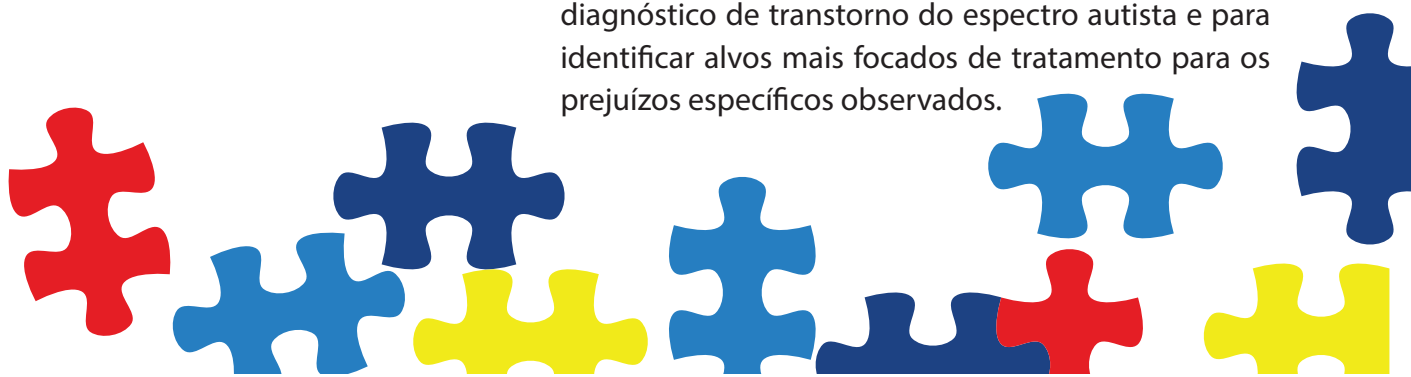 diagnóstico de transtorno do espectro autista e para
identificar alvos mais focados de tratamento para os
prejuízos específicos observados.